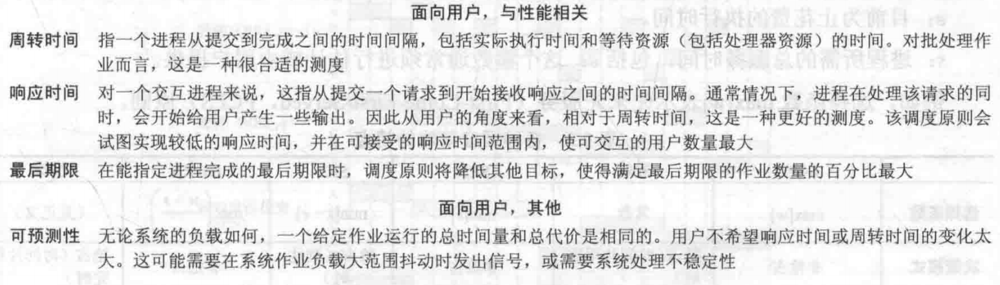 面向用户，与性能相关
周转时间 指一个进程从提交到完成之间的时间间隔，包括实际执行时间和等待资源（包括处理器资源）的时间。对批处理作
业而言，这是一种很合适的测度
响应时间 对一个交互进程来说，这指从提交一个请求到开始接收响应之间的时间间隔。通常情况下，进程在处理该请求的同
时，会开始给用户产生一些输出。因此从用户的角度来看，相对于周转时间，这是一种更好的测度。该调度原则会
试图实现较低的响应时间，并在可接受的响应时间范围内，使可交互的用户数量最大
最后期限 在能指定进程完成的最后期限时，调度原则将降低其他目标，使得满足最后期限的作业数量的百分比最大
面向用户，其他
可预测性 无论系统的负载如何，一个给定作业运行的总时间量和总代价是相同的。用户不希望响应时间或周转时间的变化太
大。这可能需要在系统作业负载大范围抖动时发出信号，或需要系统处理不稳定性